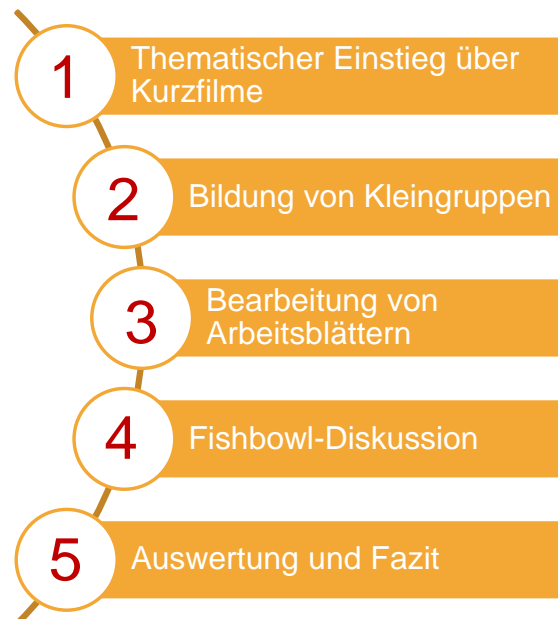 1
Thematischer Einstieg über
Kurzfilme
2
Bildung von Kleingruppen
3
Bearbeitung von
Arbeitsblättern
4
Fishbowl-Diskussion
5
Auswertung und Fazit